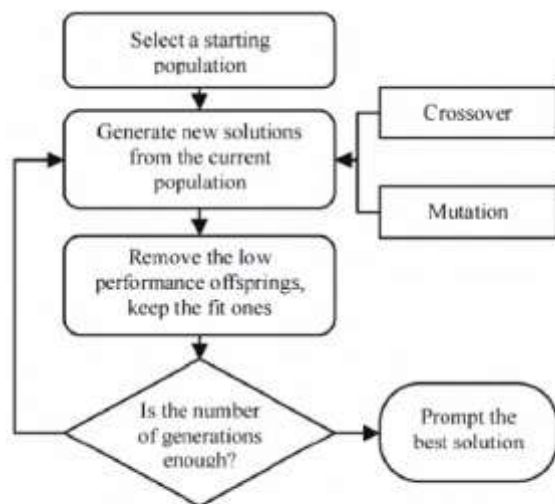 Select a starting
population
Generate new solutions
from the current
population
Crossover
Mutation
Remove the low
performance offsprings,
keep the fit ones
Is the number
of generations
enough?
Prompt the
best solution